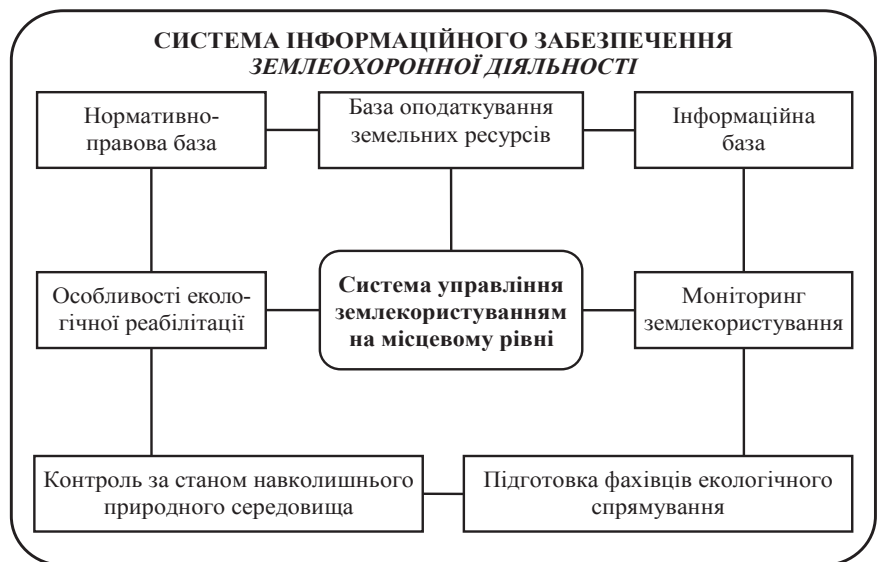 СИСТЕМА ІНФОРМАЦІЙНОГО ЗАБЕЗПЕЧЕННЯ
ЗЕМЛЕОХОРОННОЇ ДІЯЛЬНОСТІ
Нормативно-
правова база
База оподаткування
земельних ресурсів
Інформаційна
база
Особливості еколо-
гічної реабілітації
Система управління
землекористуванням
на місцевому рівні
Моніторинг
землекористування
Контроль за станом навколишнього
природного середовища
Підготовка фахівців екологічного
спрямування